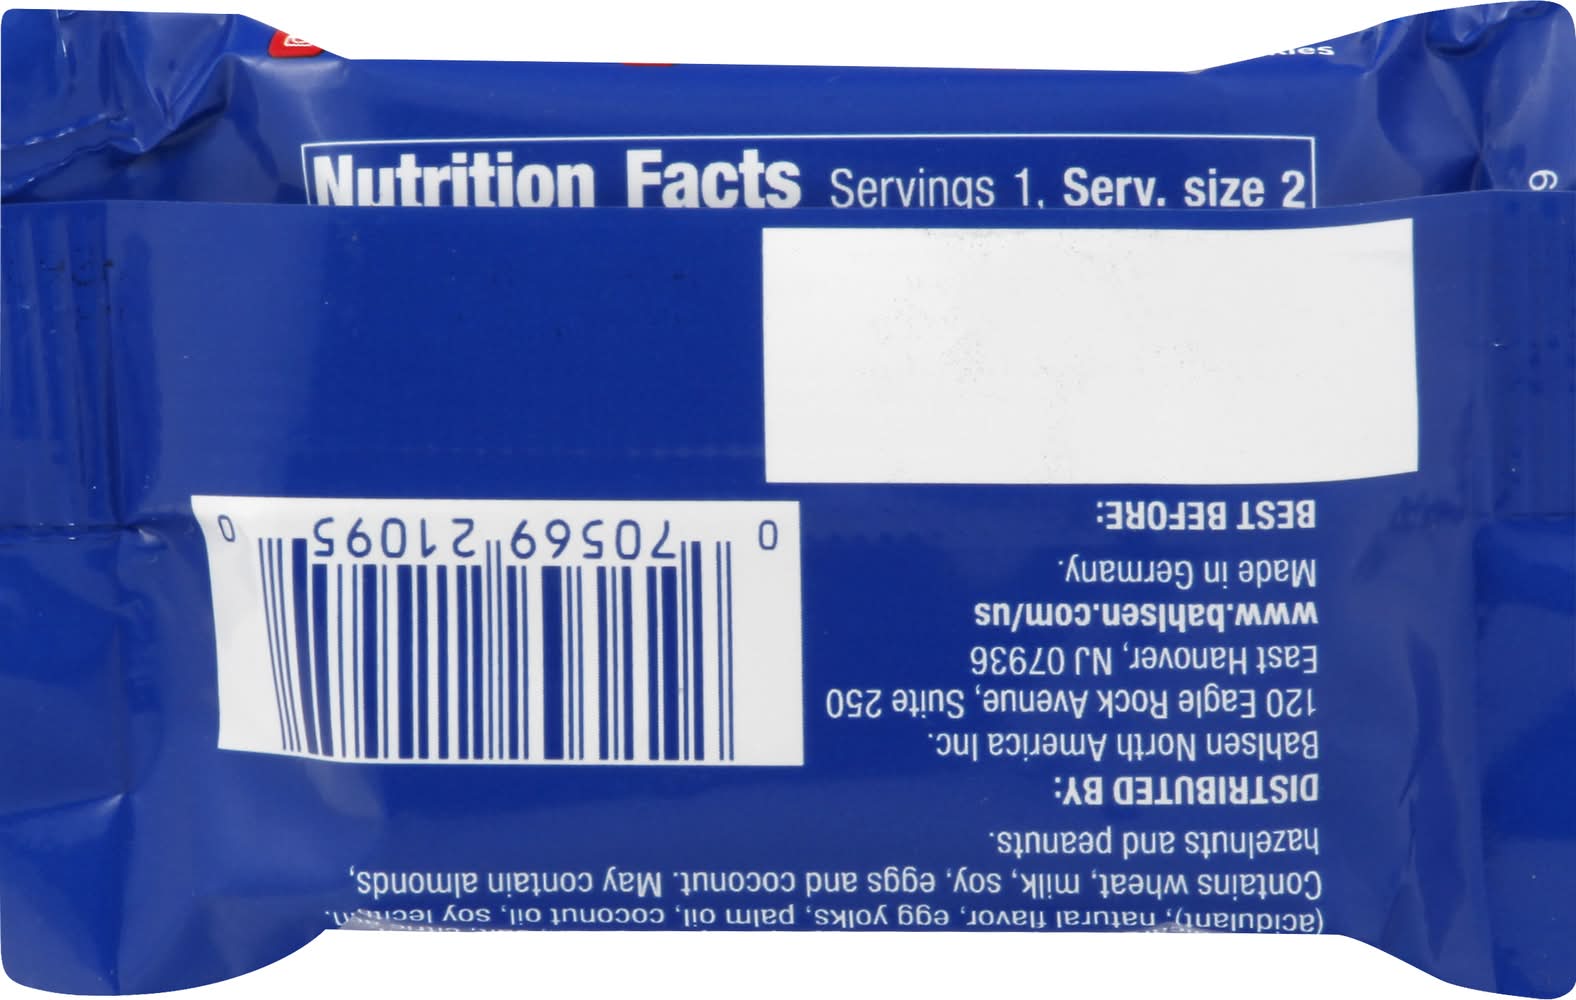 Nutrition Facts Servings 1, Serv. size 2
(acidulant), natural flavor, egg yolks, palm oil, coconut oil, soy
Contains wheat, milk, soy, eggs and coconut. May contain almonds,
hazelnuts and peanuts.
DISTRIBUTED BY:
Bahlsen North America Inc.
120 Eagle Rock Avenue, Suite 250
East Hanover, NJ 07936
www.bahlsen.com/us
Made in Germany.
BEST BEFORE:
0 70569 21095 0